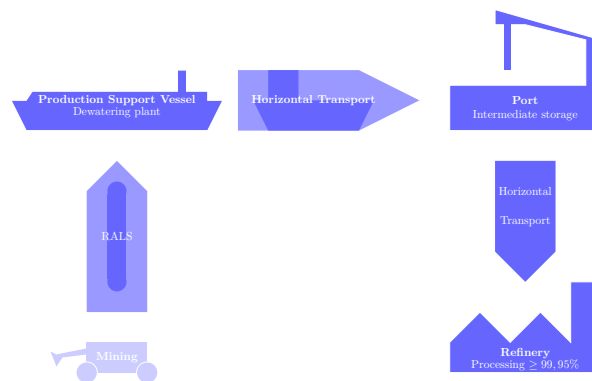 Production Support Vessel
Dewatering plant
Horizontal Transport
Port
Intermediate storage
RALS
Horizontal
Transport
Mining
Refinery
Processing ≥ 99,95%